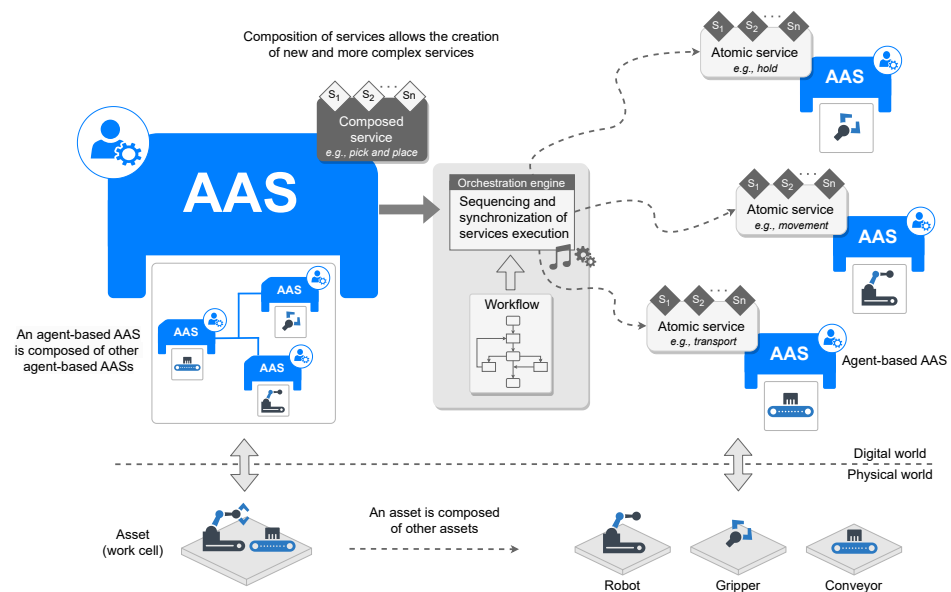 Composition of services allows the creation
of new and more complex services
S1 S2 ..... Sn
Composed
service
e.g., pick and place
AAS
AAS
AAS
AAS
An agent-based AAS
is composed of other
agent-based AASs
Orchestration engine
Sequencing and
synchronization of
services execution
Workflow
S1 S2 ..... Sn
Atomic service
e.g., hold
AAS
S1 S2 ..... Sn
Atomic service
e.g., movement
AAS
S1 S2 ..... Sn
Atomic service
e.g., transport
AAS
Agent-based AAS
Digital world
Physical world
Asset
(work cell)
An asset is composed
of other assets
Robot
Gripper
Conveyor